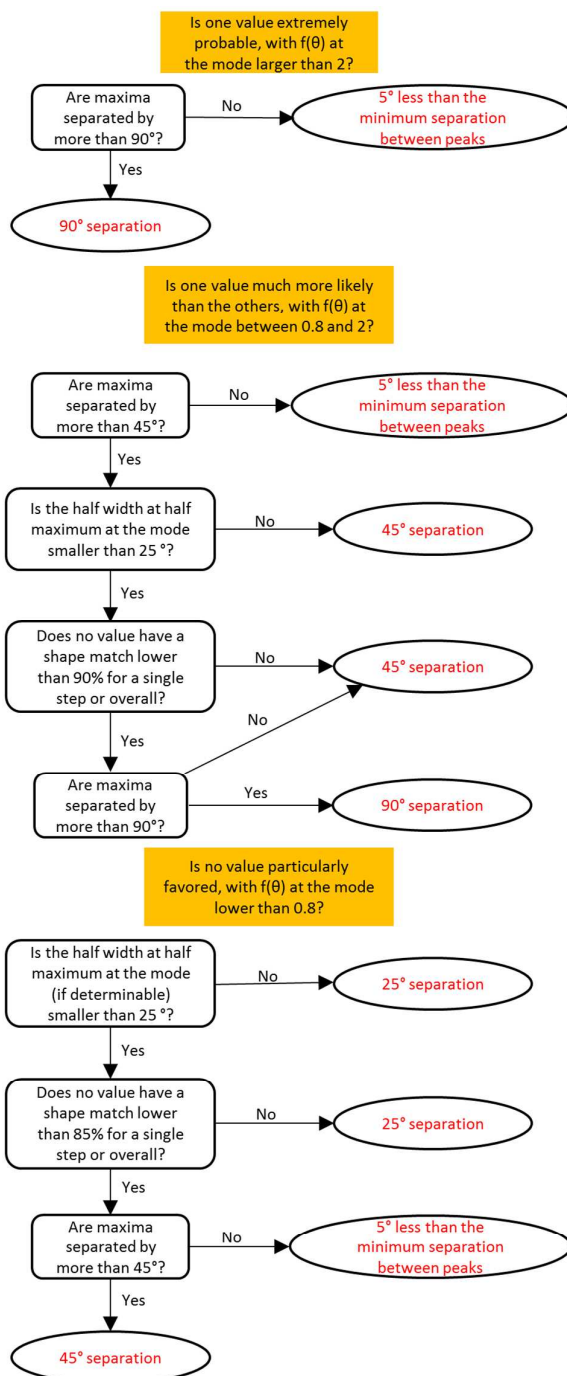 Is one value extremely
probable, with f(θ) at
the mode larger than 2?
Are maxima
separated by
more than 90°?
No
5° less than the
minimum separation
between peaks
Yes
90° separation
Is one value much more likely
than the others, with f(θ) at
the mode between 0.8 and 2?
Are maxima
separated by
more than 45°?
No
5° less than the
minimum separation
between peaks
Yes
Is the half width at half
maximum at the mode
smaller than 25 °?
No
45° separation
Yes
Does no value have a
shape match lower
than 90% for a single
step or overall?
No
45° separation
No
Yes
Are maxima
separated by
more than 90°?
Yes
90° separation
Is no value particularly
favored, with f(θ) at the mode
lower than 0.8?
Is the half width at half
maximum at the mode
(if determinable)
smaller than 25 °?
No
25° separation
Yes
Does no value have a
shape match lower
than 85% for a single
step or overall?
No
25° separation
Yes
Are maxima
separated by
more than 45°?
No
5° less than the
minimum separation
between peaks
Yes
45° separation